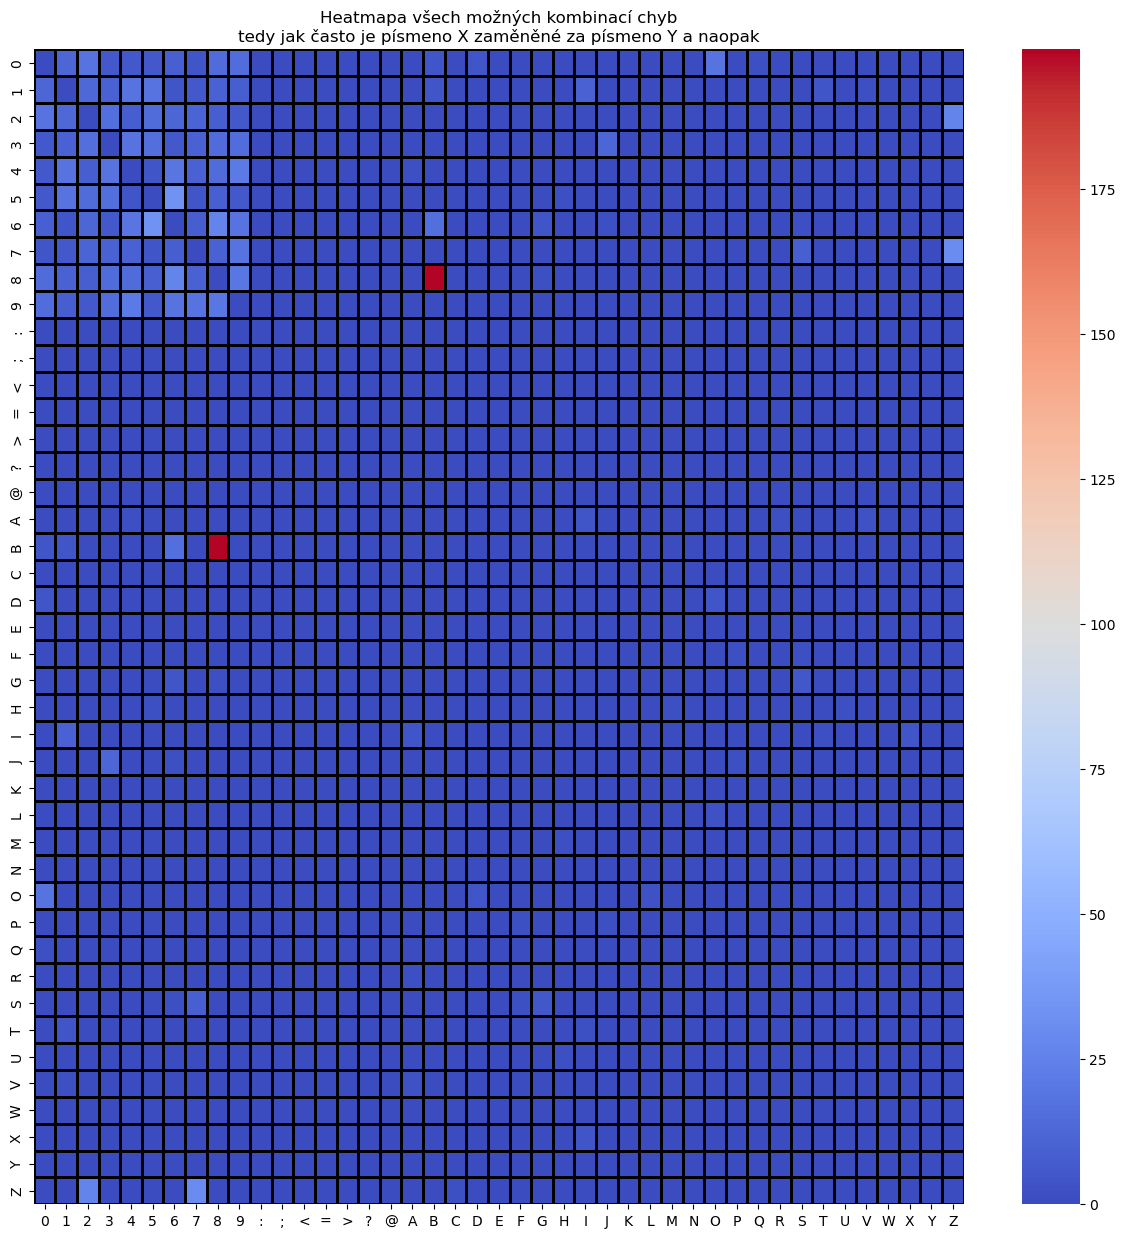 Heatmapa všech možných kombinací chyb
tedy jak často je písmeno X zaměněné za písmeno Y a naopak
0
1
2
3
4
5
6
7
8
9
:
;
<
=
>
?
@
A
B
C
D
E
F
G
H
I
J
K
L
M
N
O
P
Q
R
S
T
U
V
W
X
Y
Z
0 1 2 3 4 5 6 7 8 9 : ; < = > ? @ A B C D E F G H I J K L M N O P Q R S T U V W X Y Z
175
150
125
100
75
50
25
0